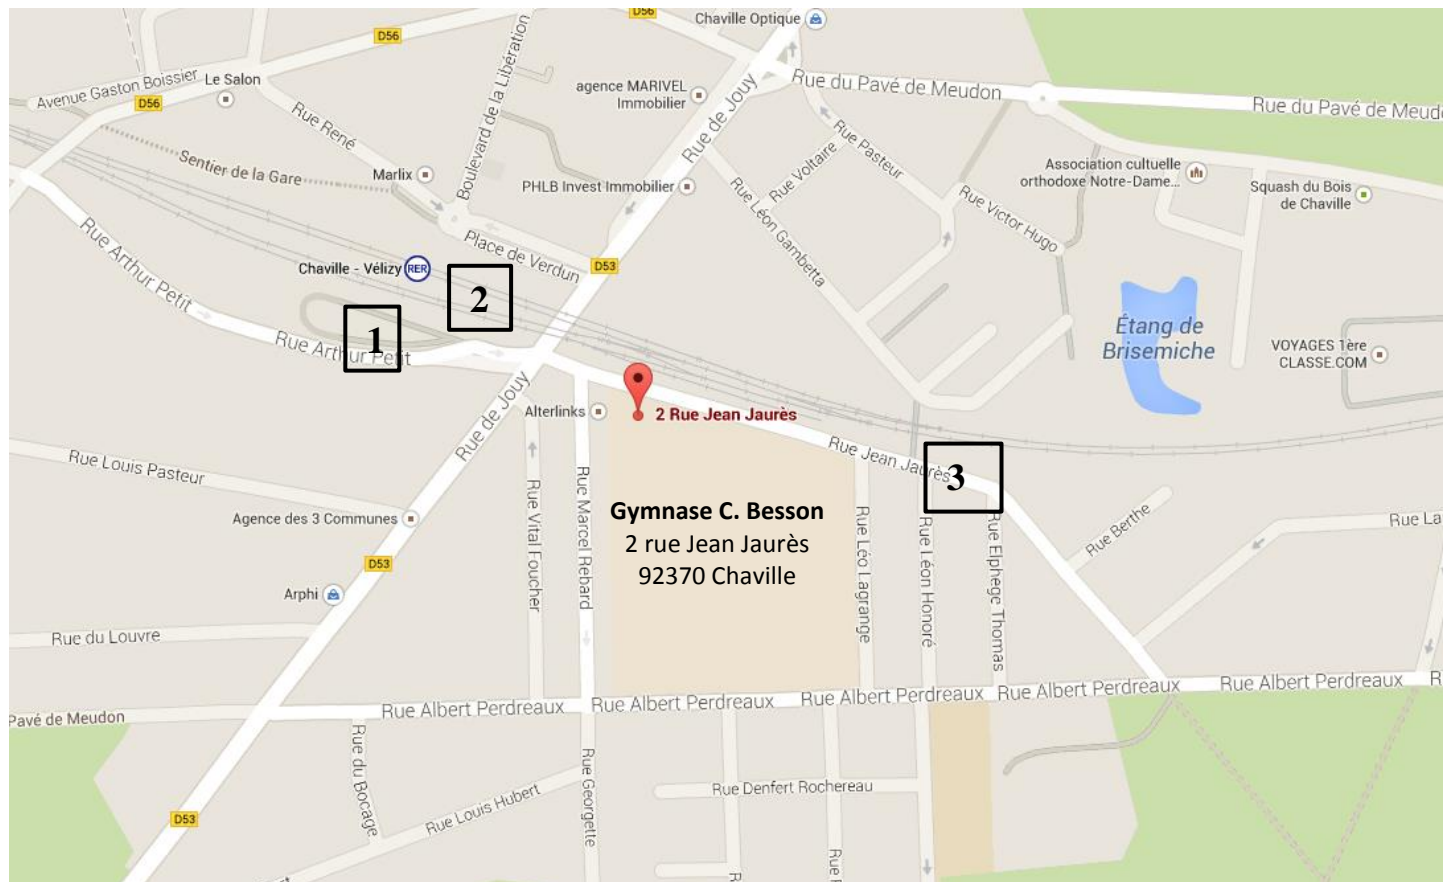 Chaville Optique
D56
D56
Avenue Gaston Boissier
Le Salon
D56
agence MARIVEL
Immobilier
Boulevard de la Libération
Rue de Jouy
Rue du Pavé de Meudon
Rue du Pavé de Meud
Rue René
Sentier de la Gare
Marlix
PHLB Invest Immobilier
Rue Voltaire
Rue Pasteur
Rue Léon Gambetta
Rue Victor Hugo
Association cultuelle
orthodoxe Notre-Dame...
Squash du Bois
de Chaville
Place de Verdun
D53
Rue Arthur Petit
Chaville - Vélizy
RER
2
1
Rue Arthur Petit
Étang de
Brisemiche
VOYAGES 1ère
CLASSE.COM
Rue de Jouy
Alterlinks
2 Rue Jean Jaurès
Rue Jean Jaurès
3
Rue Louis Pasteur
Agence des 3 Communes
Rue Vital Foucher
Rue Marcel Rebard
Gymnase C. Besson
2 rue Jean Jaurès
92370 Chaville
Rue Léo Lagrange
Rue Léon Honoré
Rue Elphege Thomas
Rue Berthe
Rue La
D53
Arphi
Rue du Louvre
Pavé de Meudon
Rue Albert Perdreaux
Rue Albert Perdreaux
Rue Albert Perdreaux
Rue Albert Perdreaux
Rue Albert Perdreaux
R
Rue du Bocage
Rue Louis Hubert
Rue Georgette
Rue Denfert Rochereau
D53